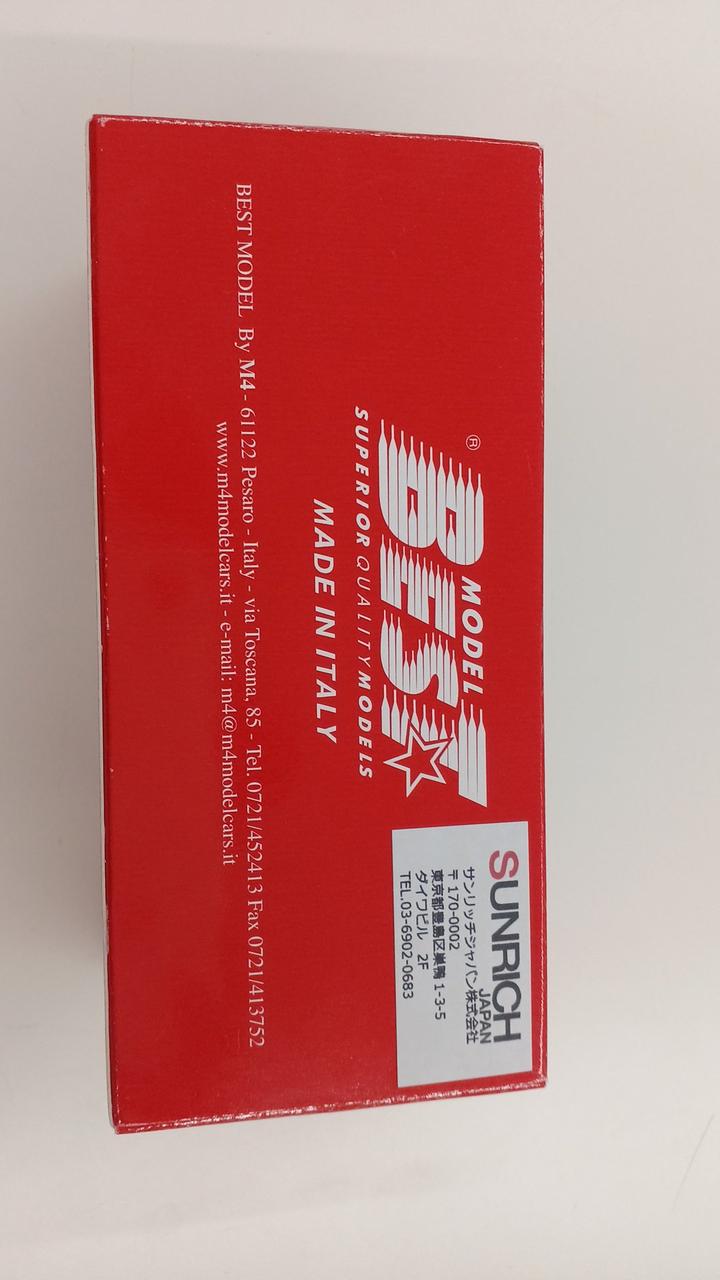 ®
MODEL
BEST
SUPERIOR QUALITY MODELS
MADE IN ITALY
BEST MODEL By M4 - 61122 Pesaro - Italy - via Toscana, 85 - Tel. 0721/452413 Fax 0721/413752
www.m4modelcars.it - e-mail: m4@m4modelcars.it
SUNRICH
JAPAN
サンリッチジャパン株式会社
〒170-0002
東京都豊島区巣鴨 1-3-5
ダイワビル 2F
TEL.03-6902-0683